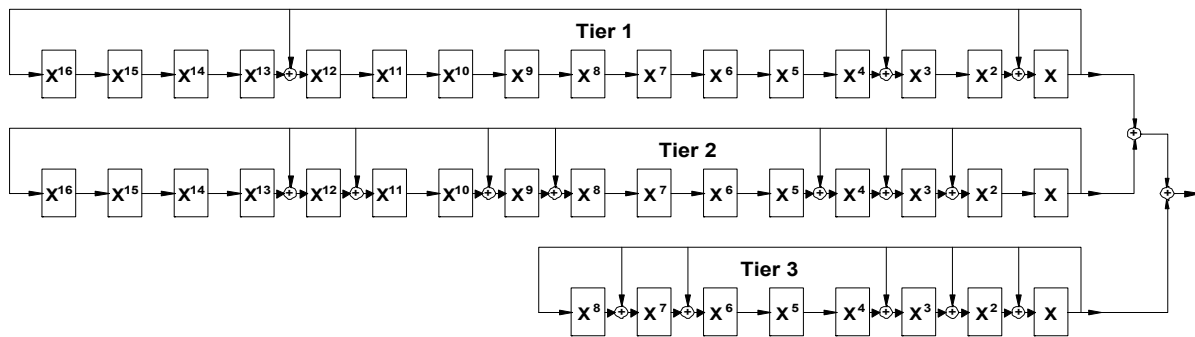 Tier 1
X¹⁶ X¹⁵ X¹⁴ X¹³ + X¹² X¹¹ X¹⁰ X⁹ X⁸ X⁷ X⁶ X⁵ X⁴ + X³ X² + X
+
Tier 2
X¹⁶ X¹⁵ X¹⁴ X¹³ + X¹² + X¹¹ X¹⁰ + X⁹ + X⁸ X⁷ X⁶ X⁵ + X⁴ + X³ + X² X +
Tier 3
X⁸ + X⁷ + X⁶ X⁵ X⁴ + X³ + X² + X